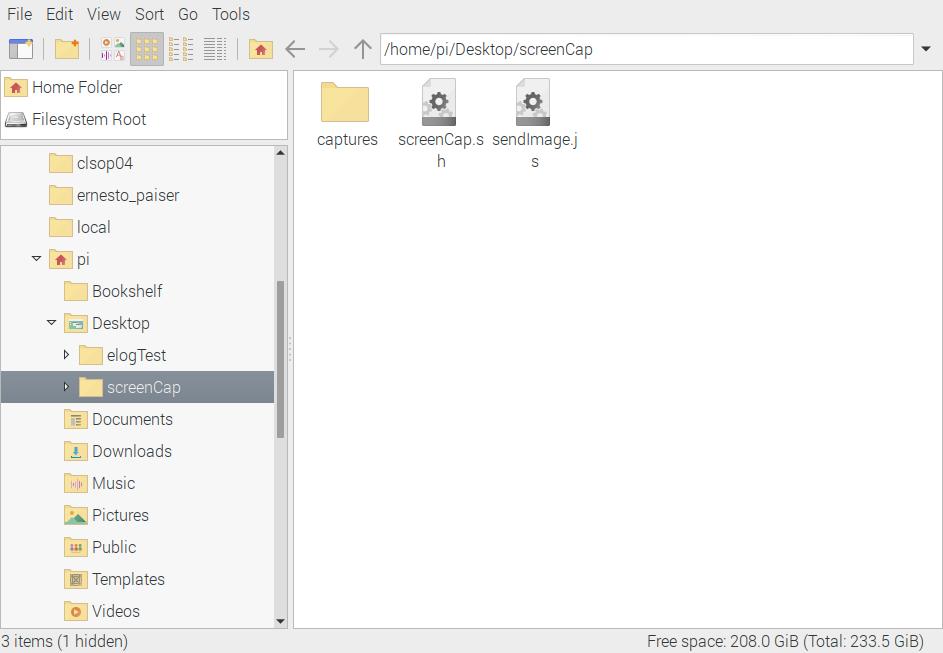 File Edit View Sort Go Tools
/home/pi/Desktop/screenCap
Home Folder
Filesystem Root
clsop04
ernesto_paiser
local
pi
Bookshelf
Desktop
elogTest
screenCap
Documents
Downloads
Music
Pictures
Public
Templates
Videos
captures
screenCap.s
h
sendImage.j
s
3 items (1 hidden)
Free space: 208.0 GiB (Total: 233.5 GiB)